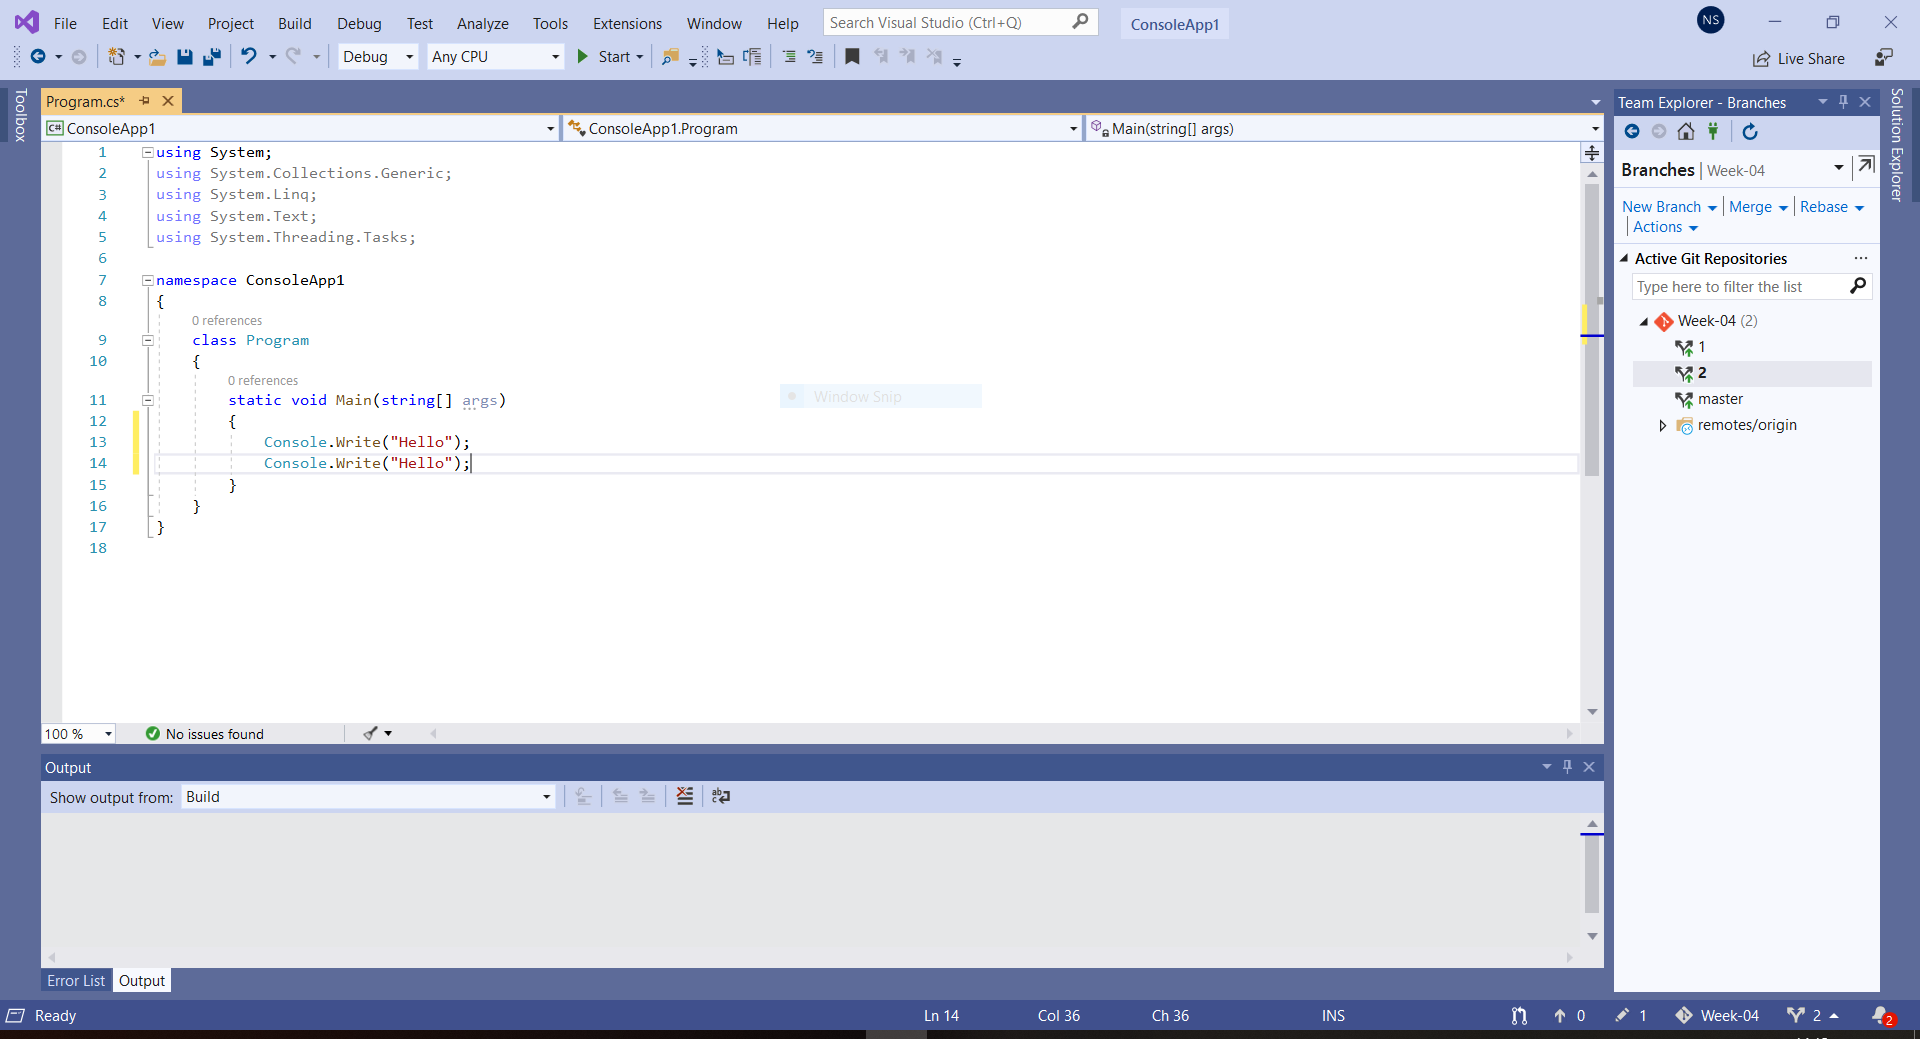 File Edit View Project Build Debug Test Analyze Tools Extensions Window Help Search Visual Studio (Ctrl+Q) ConsoleApp1 NS
Debug Any CPU Start Live Share
Toolbox
Program.cs*
ConsoleApp1 ConsoleApp1.Program Main(string[] args)
1 using System;
2 using System.Collections.Generic;
3 using System.Linq;
4 using System.Text;
5 using System.Threading.Tasks;
6
7 namespace ConsoleApp1
8 {
0 references
9 class Program
10 {
0 references
11 static void Main(string[] args)
12 {
13 Console.Write("Hello");
14 Console.Write("Hello");
15 }
16 }
17 }
18
Window Snip
100 % No issues found
Output
Show output from: Build
Error List Output
Team Explorer - Branches
Branches | Week-04
New Branch Merge Rebase
Actions
Active Git Repositories ...
Type here to filter the list
Week-04 (2)
1
2
master
remotes/origin
Solution Explorer
Ready Ln 14 Col 36 Ch 36 INS 0 1 Week-04 2 2